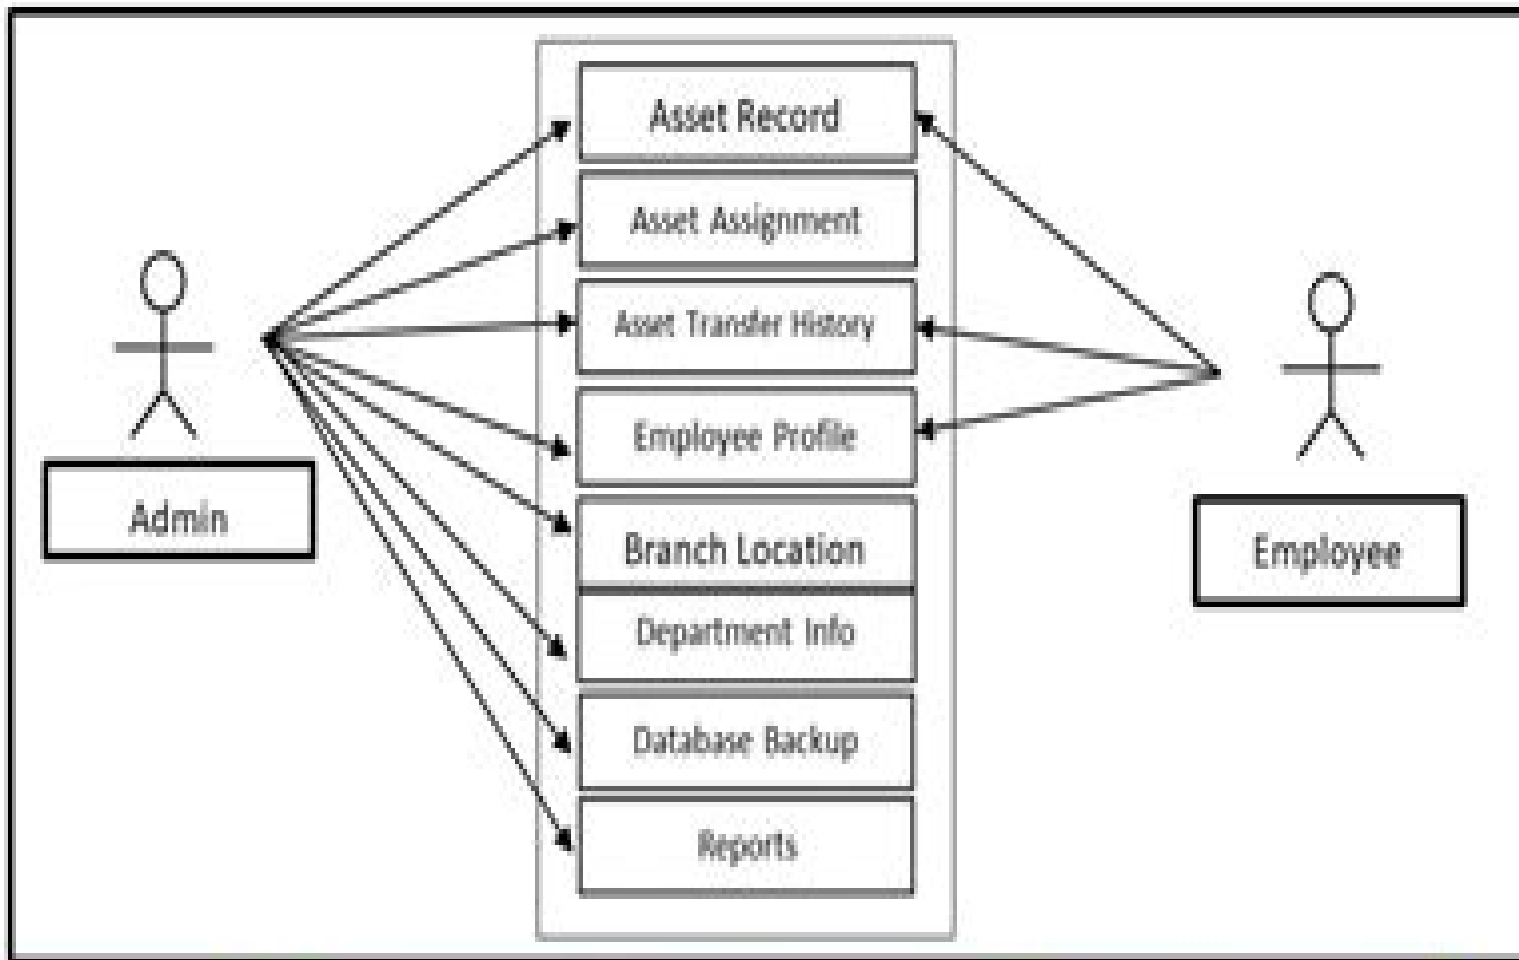 Asset Record
Asset Assignment
Asset Transfer History
Employee Profile
Admin
Branch Location
Employee
Department Info
Database Backup
Reports